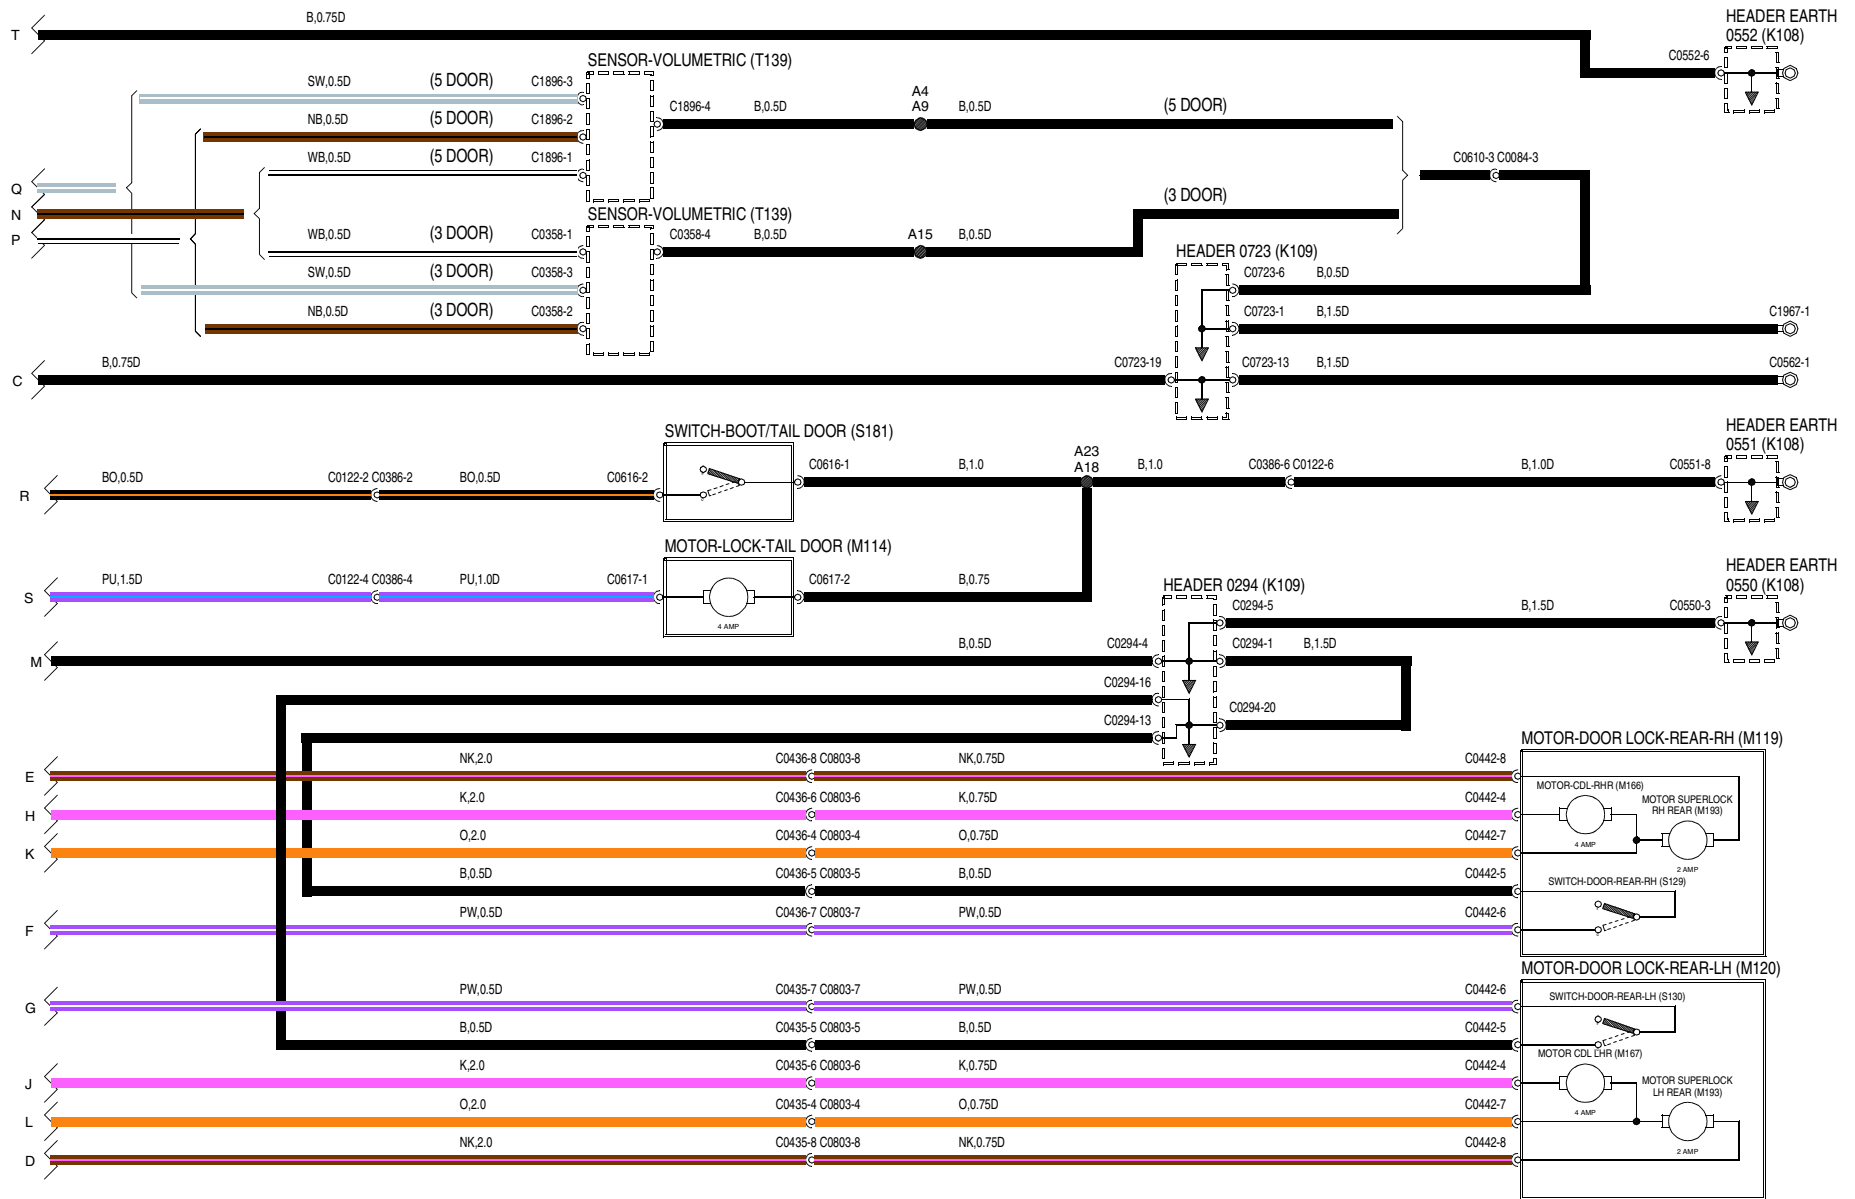 B,0.75D
HEADER EARTH
0552 (K108)
T
C0552-6
SENSOR-VOLUMETRIC (T139)
SW,0.5D (5 DOOR) C1896-3
A4
A9
C1896-4 B,0.5D B,0.5D (5 DOOR)
NB,0.5D (5 DOOR) C1896-2
WB,0.5D (5 DOOR) C1896-1
C0610-3 C0084-3
Q
N
P
(3 DOOR)
SENSOR-VOLUMETRIC (T139)
WB,0.5D (3 DOOR) C0358-1
C0358-4 B,0.5D A15 B,0.5D
HEADER 0723 (K109)
SW,0.5D (3 DOOR) C0358-3
C0723-6 B,0.5D
NB,0.5D (3 DOOR) C0358-2
C0723-1 B,1.5D C1967-1
C
B,0.75D C0723-19 C0723-13 B,1.5D C0562-1
SWITCH-BOOT/TAIL DOOR (S181)
HEADER EARTH
0551 (K108)
A23
A18
C0616-1 B,1.0 B,1.0 C0386-6 C0122-6 B,1.0D C0551-8
R
BO,0.5D C0122-2 C0386-2 BO,0.5D C0616-2
MOTOR-LOCK-TAIL DOOR (M114)
HEADER EARTH
0550 (K108)
S
PU,1.5D C0122-4 C0386-4 PU,1.0D C0617-1
C0617-2 B,0.75
4 AMP
HEADER 0294 (K109)
C0294-5 B,1.5D C0550-3
M
B,0.5D C0294-4 C0294-1 B,1.5D
C0294-16
C0294-13 C0294-20
MOTOR-DOOR LOCK-REAR-RH (M119)
E
NK,2.0 C0436-8 C0803-8 NK,0.75D C0442-8
MOTOR-CDL-RHR (M166)
MOTOR SUPERLOCK
RH REAR (M193)
H
K,2.0 C0436-6 C0803-6 K,0.75D C0442-4
4 AMP
2 AMP
K
O,2.0 C0436-4 C0803-4 O,0.75D C0442-7
B,0.5D C0436-5 C0803-5 B,0.5D C0442-5
SWITCH-DOOR-REAR-RH (S129)
F
PW,0.5D C0436-7 C0803-7 PW,0.5D C0442-6
MOTOR-DOOR LOCK-REAR-LH (M120)
G
PW,0.5D C0435-7 C0803-7 PW,0.5D C0442-6
SWITCH-DOOR-REAR-LH (S130)
B,0.5D C0435-5 C0803-5 B,0.5D C0442-5
MOTOR CDL LHR (M167)
J
K,2.0 C0435-6 C0803-6 K,0.75D C0442-4
MOTOR SUPERLOCK
LH REAR (M193)
4 AMP
2 AMP
L
O,2.0 C0435-4 C0803-4 O,0.75D C0442-7
D
NK,2.0 C0435-8 C0803-8 NK,0.75D C0442-8